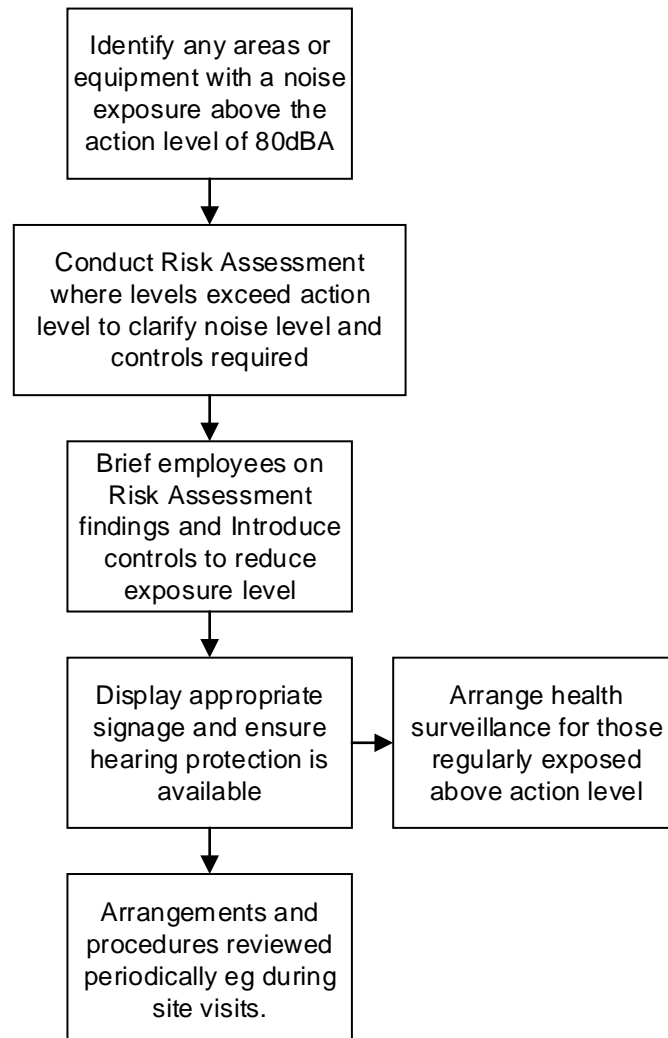 Identify any areas or
equipment with a noise
exposure above the
action level of 80dBA
Conduct Risk Assessment
where levels exceed action
level to clarify noise level and
controls required
Brief employees on
Risk Assessment
findings and Introduce
controls to reduce
exposure level
Display appropriate
signage and ensure
hearing protection is
available
Arrange health
surveillance for those
regularly exposed
above action level
Arrangements and
procedures reviewed
periodically eg during
site visits.